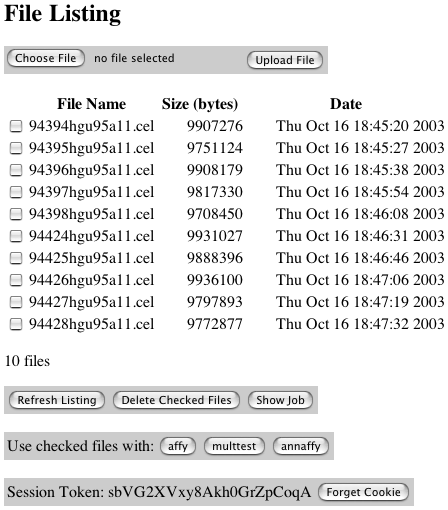 File Listing
Choose File no file selected Upload File
File Name Size (bytes) Date
94394hgu95a11.cel 9907276 Thu Oct 16 18:45:20 2003
94395hgu95a11.cel 9751124 Thu Oct 16 18:45:27 2003
94396hgu95a11.cel 9908179 Thu Oct 16 18:45:38 2003
94397hgu95a11.cel 9817330 Thu Oct 16 18:45:54 2003
94398hgu95a11.cel 9708450 Thu Oct 16 18:46:08 2003
94424hgu95a11.cel 9931027 Thu Oct 16 18:46:31 2003
94425hgu95a11.cel 9888396 Thu Oct 16 18:46:46 2003
94426hgu95a11.cel 9936100 Thu Oct 16 18:47:06 2003
94427hgu95a11.cel 9797893 Thu Oct 16 18:47:19 2003
94428hgu95a11.cel 9772877 Thu Oct 16 18:47:32 2003
10 files
Refresh Listing Delete Checked Files Show Job
Use checked files with: affy multtest annaffy
Session Token: sbVG2XVxy8Akh0GrZpCoqA Forget Cookie